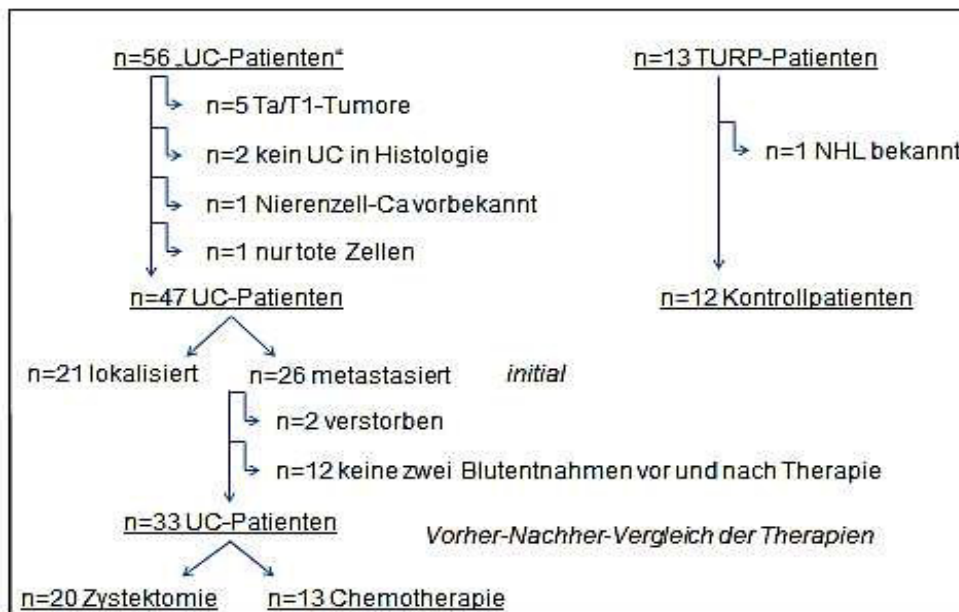 n=56 „UC-Patienten“
n=13 TURP-Patienten
n=5 Ta/T1-Tumore
n=2 kein UC in Histologie
n=1 NHL bekannt
n=1 Nierenzell-Ca vorbekannt
n=1 nur tote Zellen
n=47 UC-Patienten
n=12 Kontrollpatienten
n=21 lokalisiert
n=26 metastasiert
initial
n=2 verstorben
n=12 keine zwei Blutentnahmen vor und nach Therapie
n=33 UC-Patienten
Vorher-Nachher-Vergleich der Therapien
n=20 Zystektomie
n=13 Chemotherapie